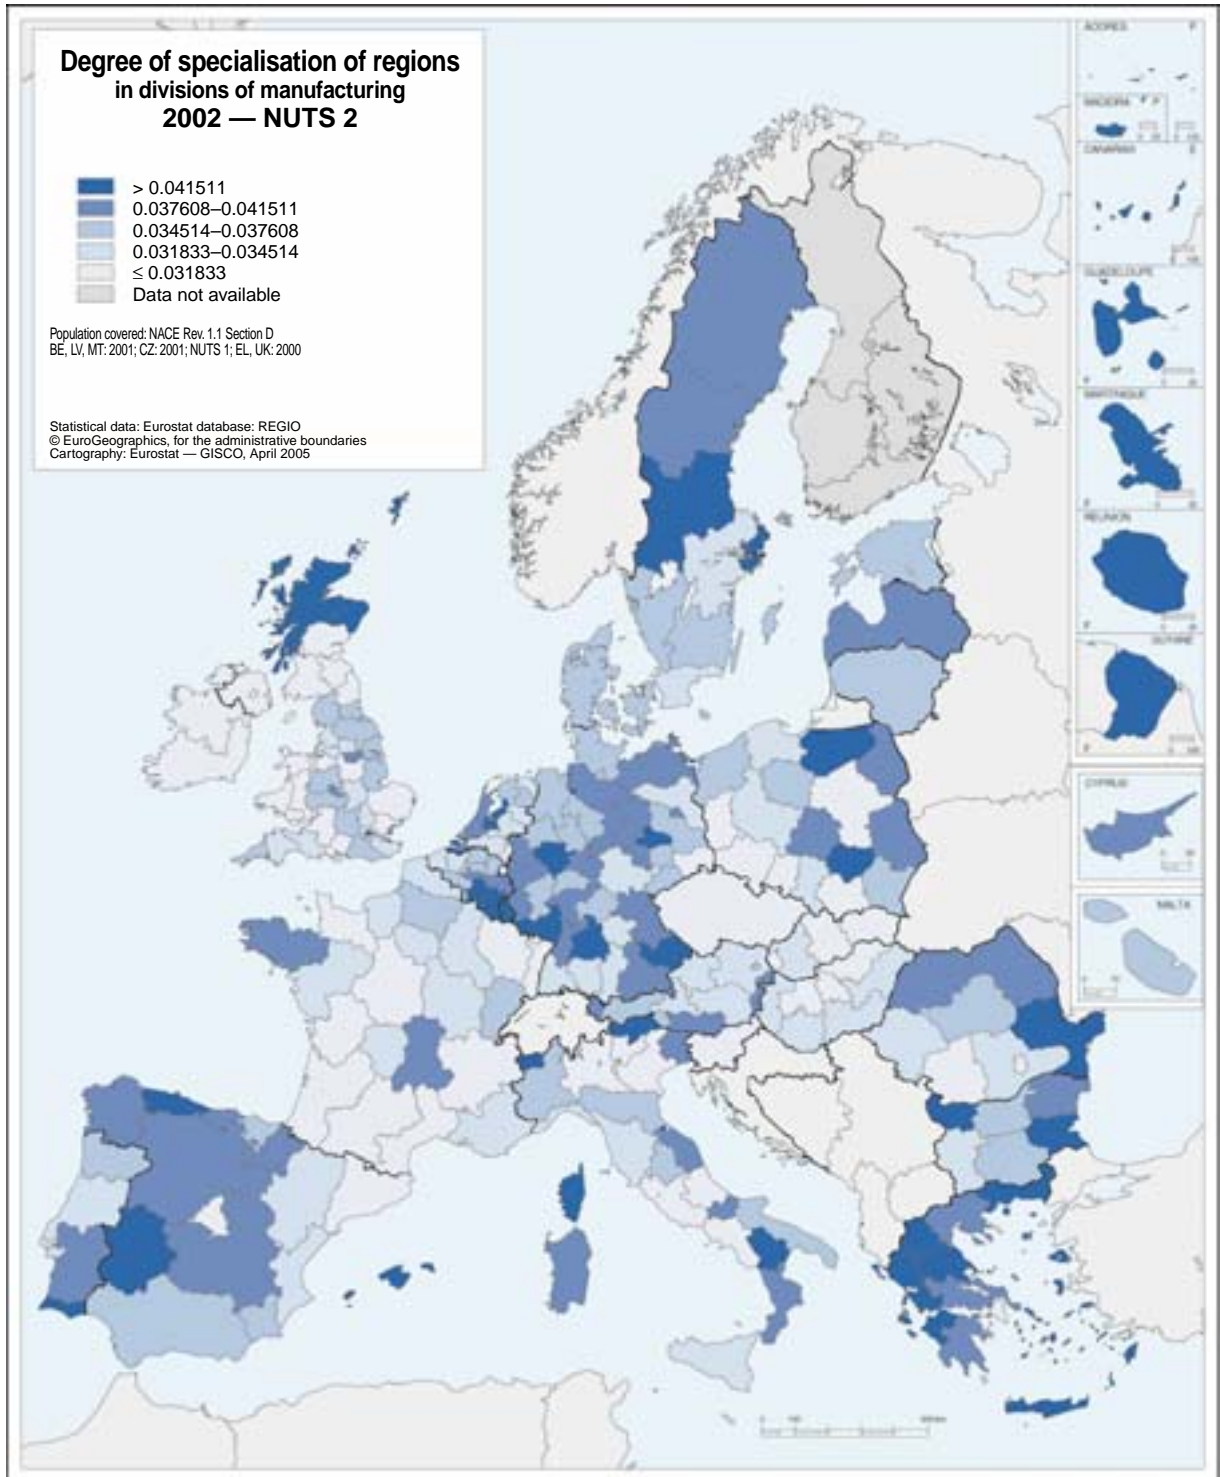 Degree of specialisation of regions
in divisions of manufacturing
2002 — NUTS 2
> 0.041511
0.037608–0.041511
0.034514–0.037608
0.031833–0.034514
≤ 0.031833
Data not available
Population covered: NACE Rev. 1.1 Section D
BE, LV, MT: 2001; CZ: 2001; NUTS 1; EL, UK: 2000
Statistical data: Eurostat database: REGIO
© EuroGeographics, for the administrative boundaries
Cartography: Eurostat — GISCO, April 2005
AÇORES P
MADEIRA P
CANARIAS E
GUADELOUPE
F
MARTINIQUE
F
RÉUNION
F
GUYANE
F
CYPRUS
MALTA